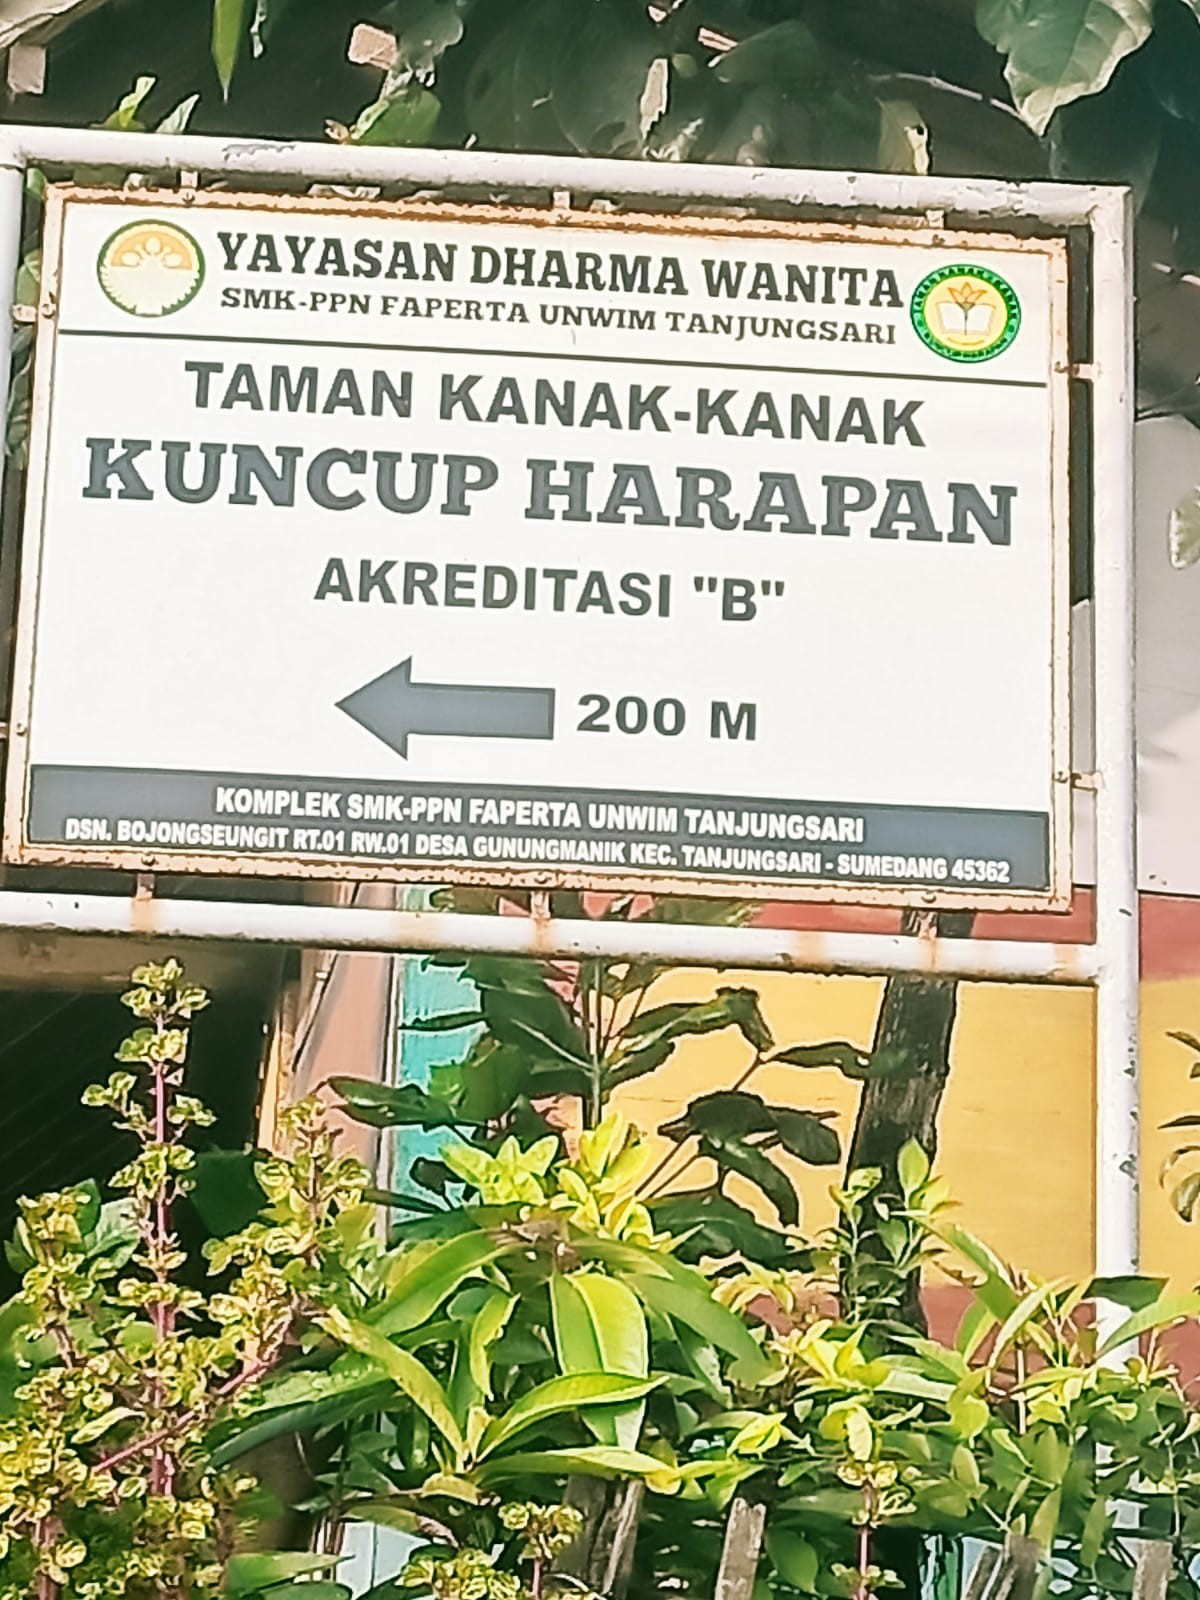 YAYASAN DHARMA WANITA
SMK-PPN FAPERTA UNWIM TANJUNGSARI
TAMAN KANAK-KANAK
KUNCUP HARAPAN
AKREDITASI "B"
200 M
KOMPLEK SMK-PPN FAPERTA UNWIM TANJUNGSARI
DSN. BOJONGSEUNGIT RT.01 RW.01 DESA GUNUNGMANIK KEC. TANJUNGSARI - SUMEDANG 45362